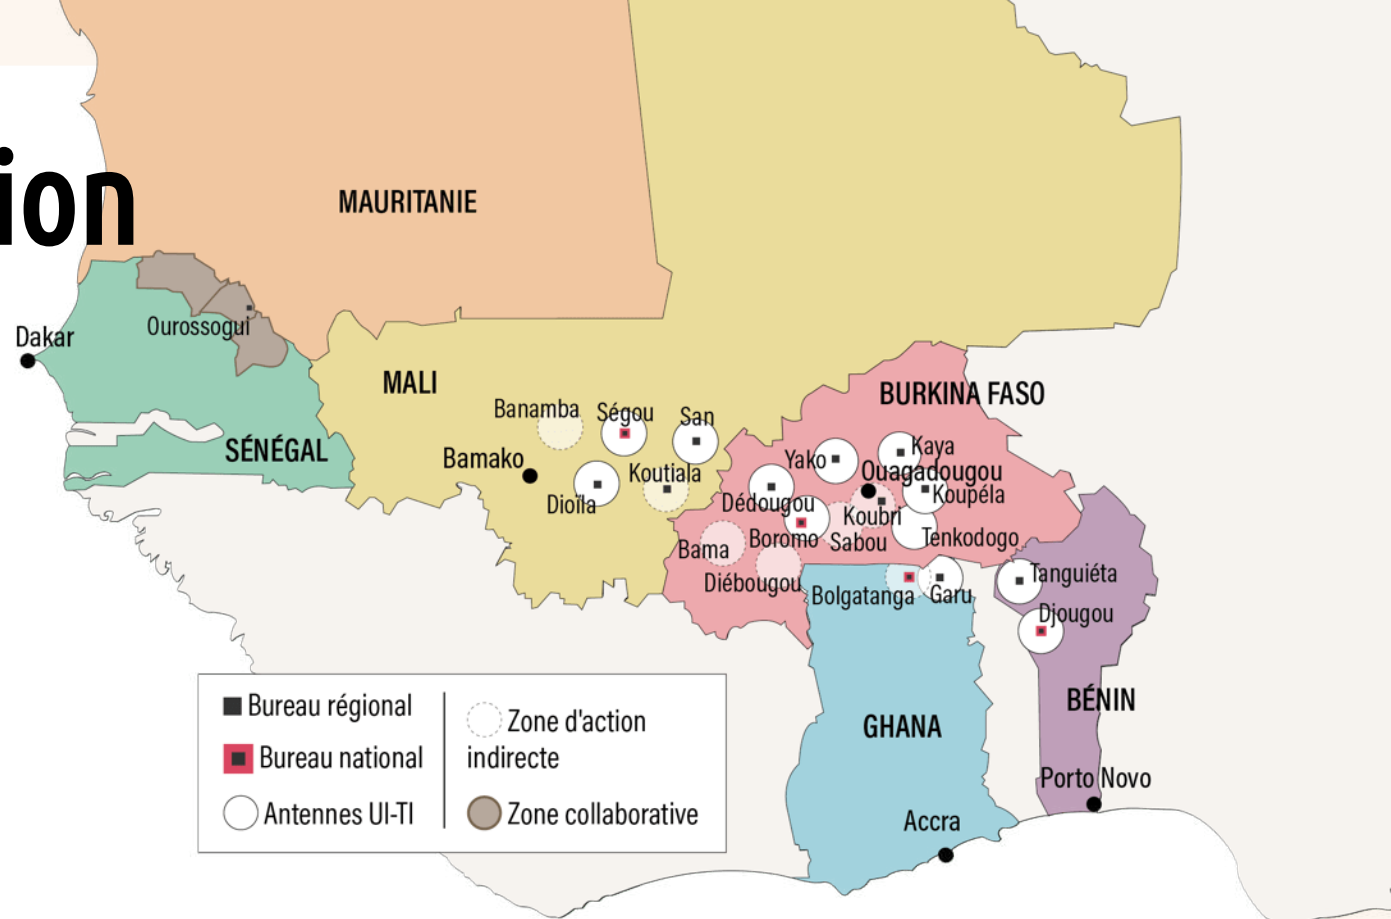 ion
MAURITANIE
Ourossogui
Dakar
MALI
BURKINA FASO
Banamba
Ségou
San
SÉNÉGAL
Bamako
Koutiala
Dioïla
Yako
Kaya
Ouagadougou
Dédougou
Koupéla
Koubri
Boromo
Sabou
Tenkodogo
Bama
Diébougou
Bolgatanga
Garu
Tanguiéta
Djougou
BÉNIN
GHANA
Porto Novo
Accra
Bureau régional
Bureau national
Antennes UI-TI
Zone d'action
indirecte
Zone collaborative